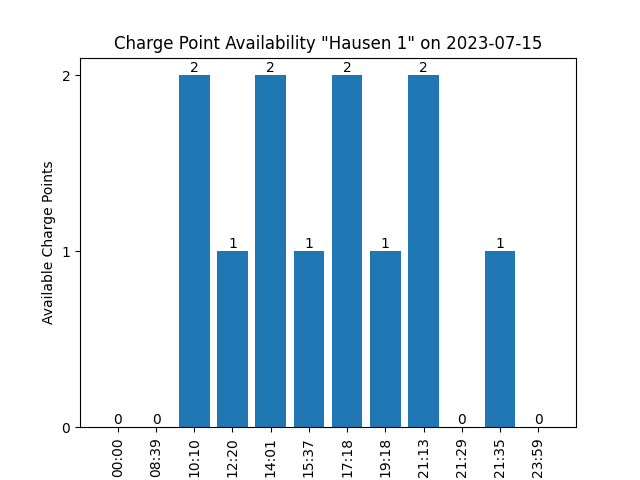 Charge Point Availability "Hausen 1" on 2023-07-15
Available Charge Points
2
1
0
0 0 2 1 2 1 2 1 2 0 1 0
00:00 08:39 10:10 12:20 14:01 15:37 17:18 19:18 21:13 21:29 21:35 23:59